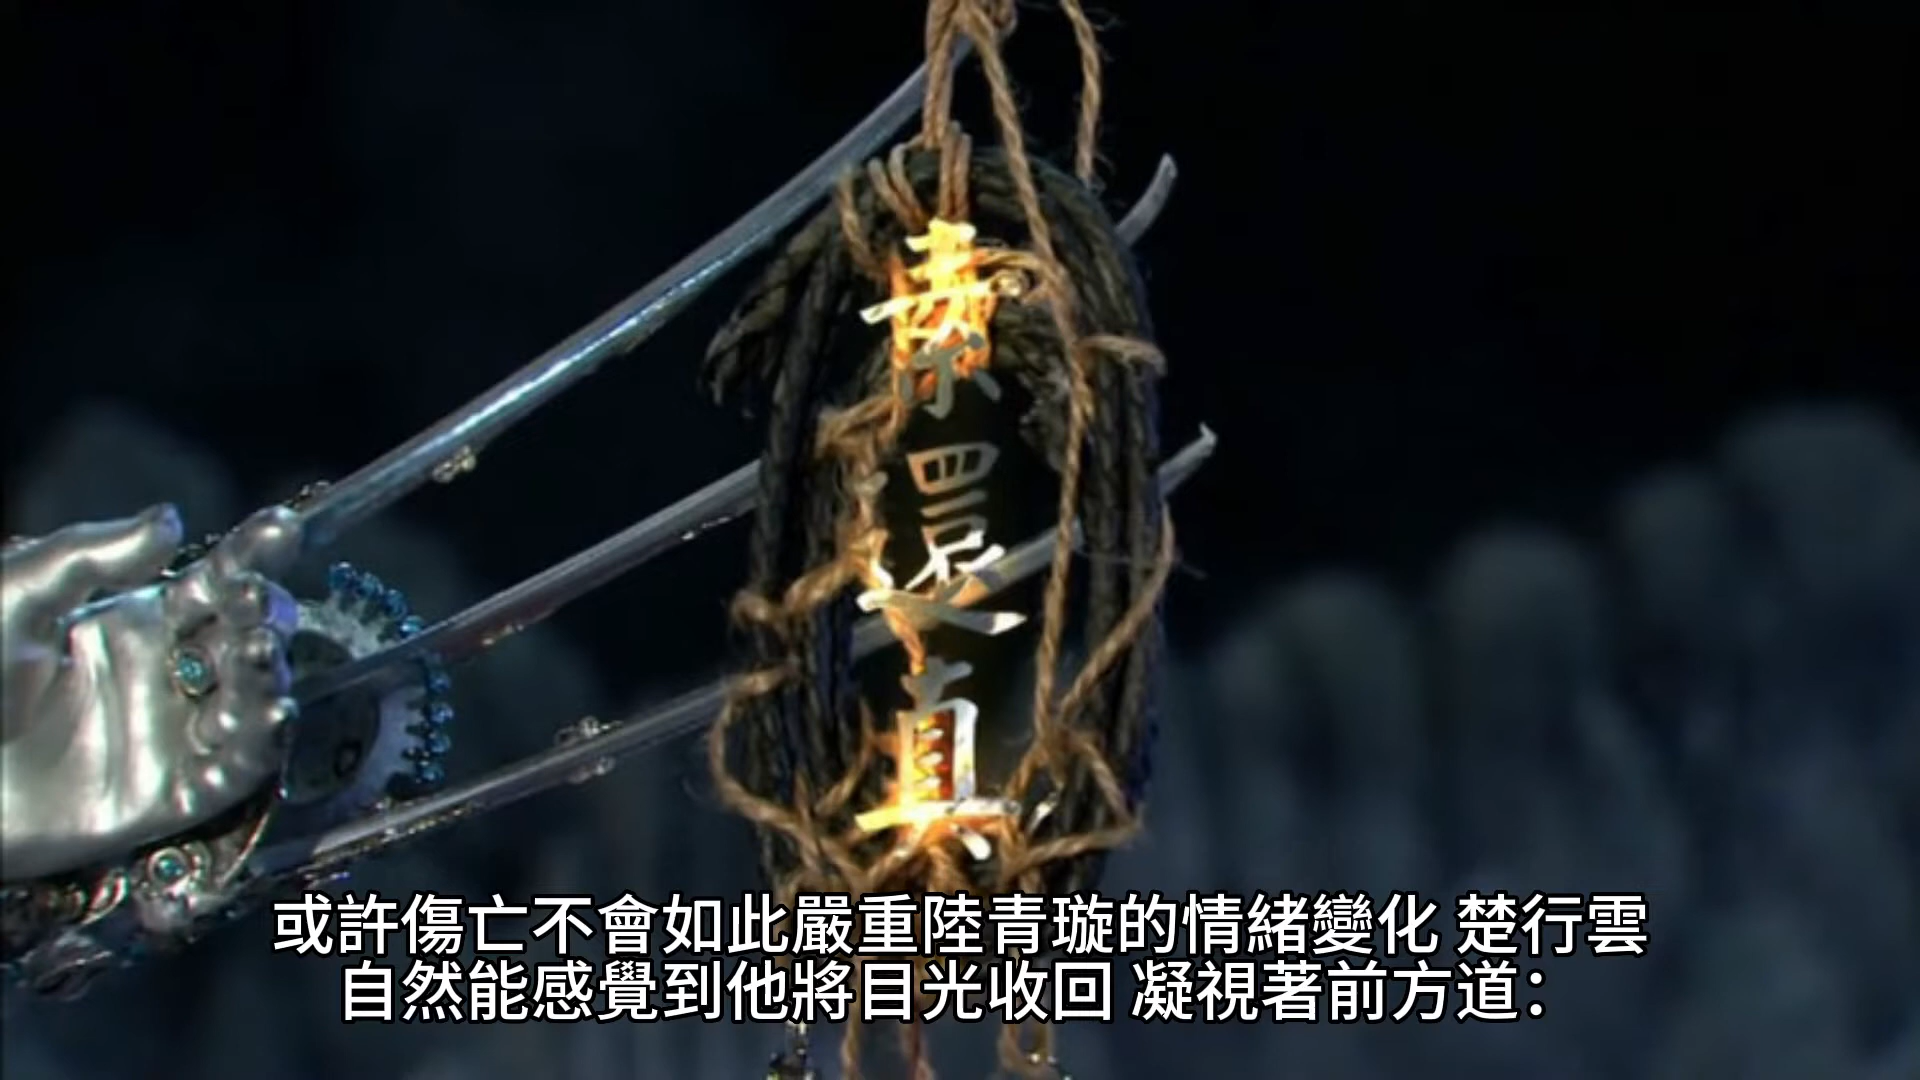 素
還
真
或許傷亡不會如此嚴重陸青璇的情緒變化 楚行雲
自然能感覺到他將目光收回 凝視著前方道：